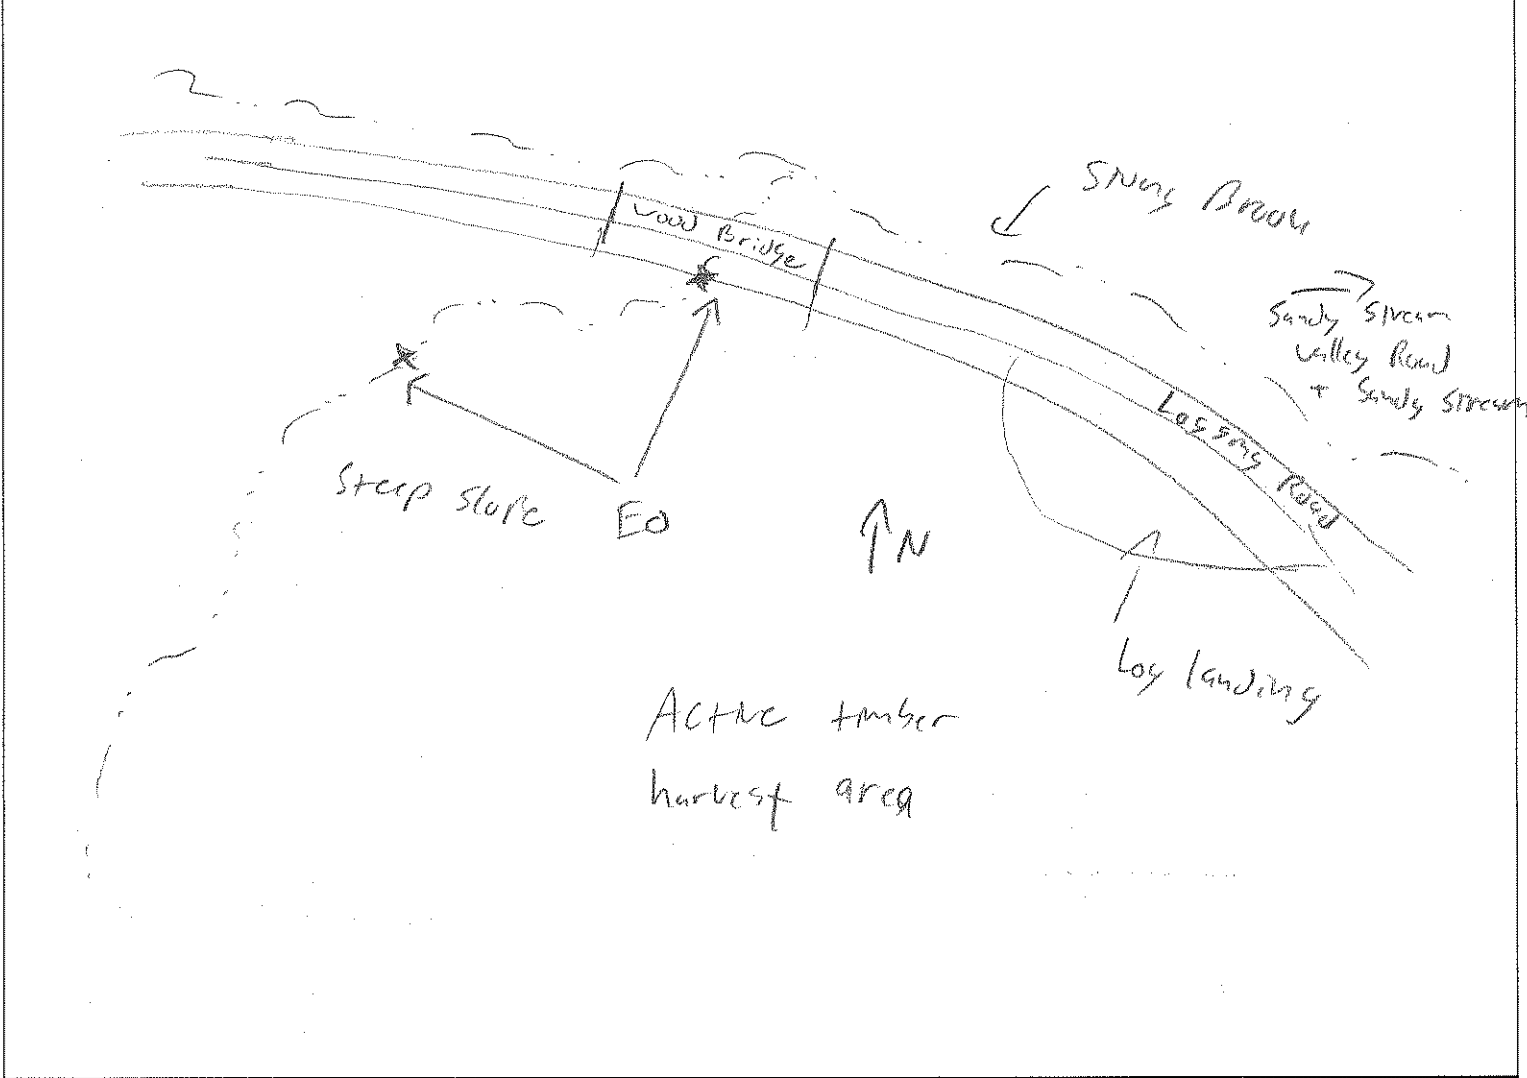 Wood Bridge
Brook
Sandy Stream
Valley Road
+ Sandy Stream
Logging Road
Steep Slope
EO
↑N
Log landing
Active timber
harvest area